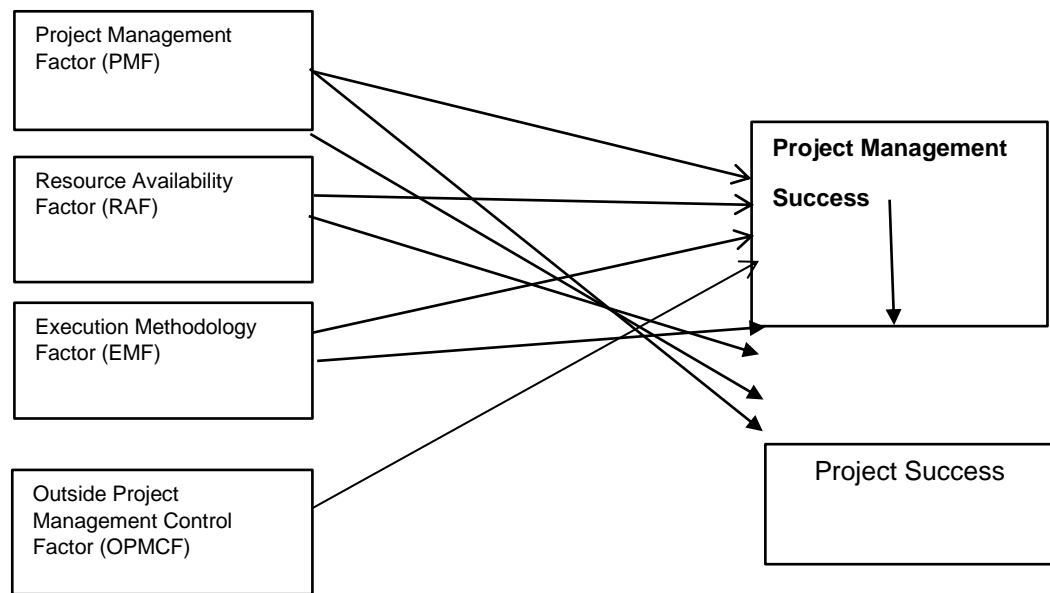 Project Management
Factor (PMF)
Resource Availability
Factor (RAF)
Execution Methodology
Factor (EMF)
Outside Project
Management Control
Factor (OPMCF)
Project Management
Success
Project Success